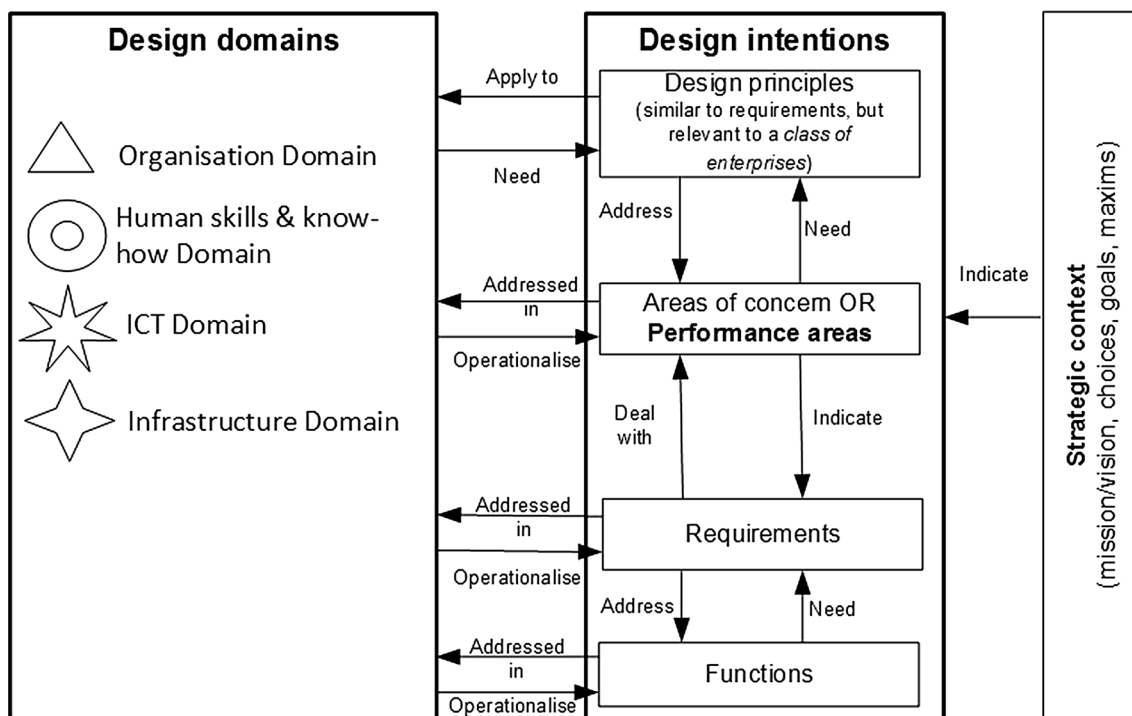 Design domains
Organisation Domain
Human skills & know-
how Domain
ICT Domain
Infrastructure Domain
Apply to
Need
Addressed
in
Operationalise
Addressed
in
Operationalise
Addressed
in
Operationalise
Design intentions
Design principles
(similar to requirements, but
relevant to a class of
enterprises)
Address
Need
Areas of concern OR
Performance areas
Deal
with
Indicate
Requirements
Address
Need
Functions
Indicate
Strategic context
(mission/vision, choices, goals, maxims)